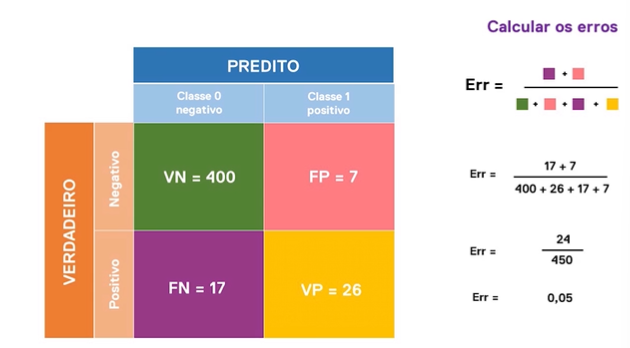 Calcular os erros
PREDITO
Classe 0
negativo
Classe 1
positivo
VERDADEIRO
Negativo
Positivo
VN = 400
FP = 7
FN = 17
VP = 26
Err =
+
+ + +
Err =
17 + 7
400 + 26 + 17 + 7
Err =
24
450
Err = 0,05